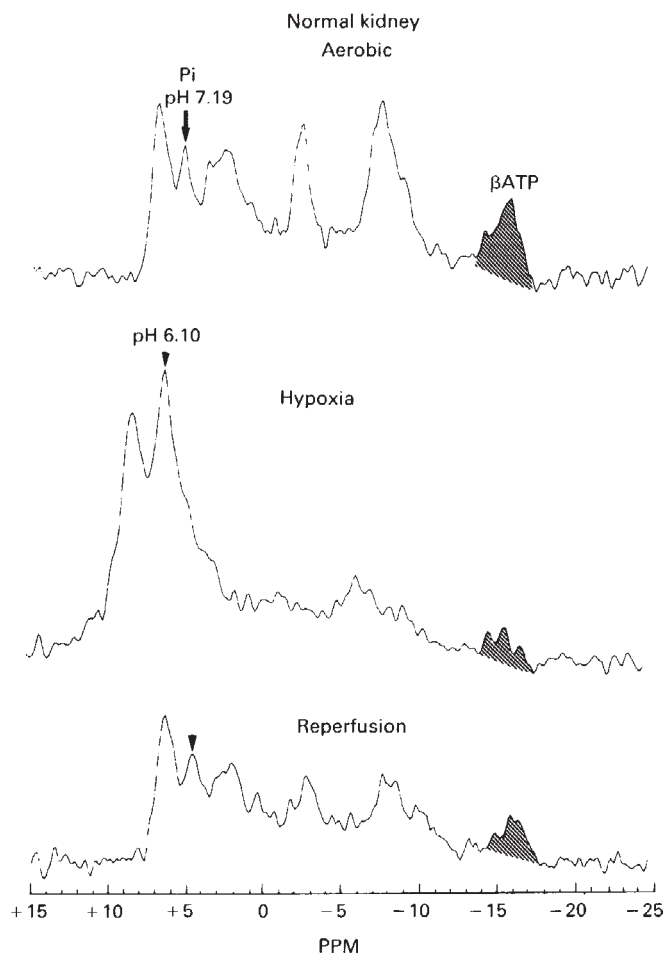 Normal kidney
Aerobic
Pi
pH 7.19
βATP
pH 6.10
Hypoxia
Reperfusion
+15 +10 +5 0 −5 −10 −15 −20 −25
PPM